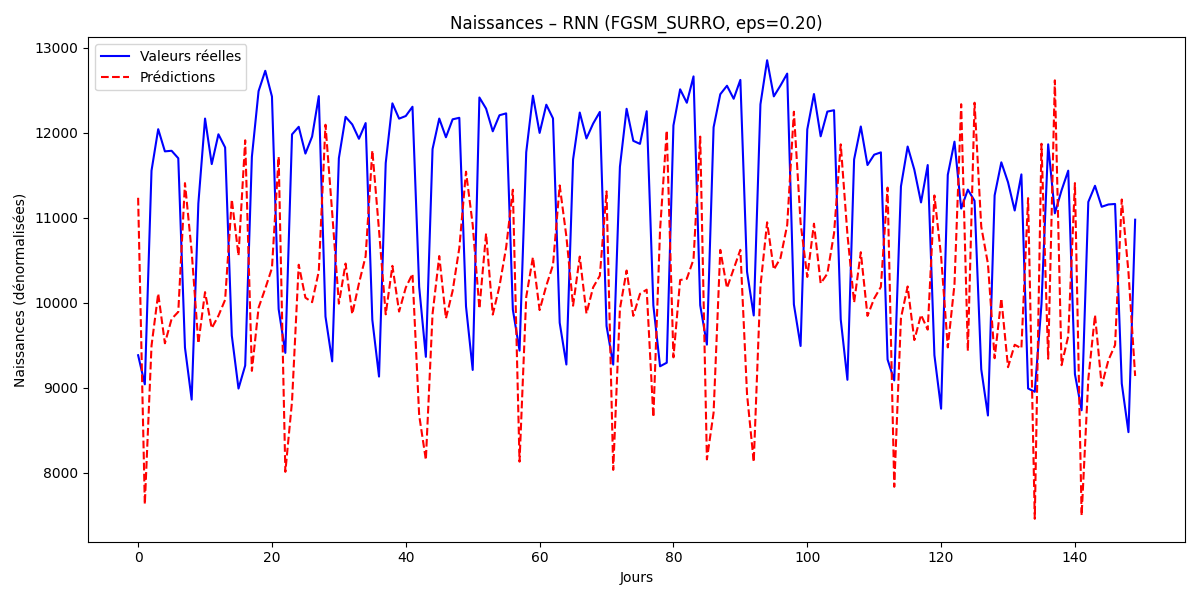 Naissances – RNN (FGSM_SURRO, eps=0.20)
Valeurs réelles
Prédictions
Naissances (dénormalisées)
13000
12000
11000
10000
9000
8000
0 20 40 60 80 100 120 140
Jours